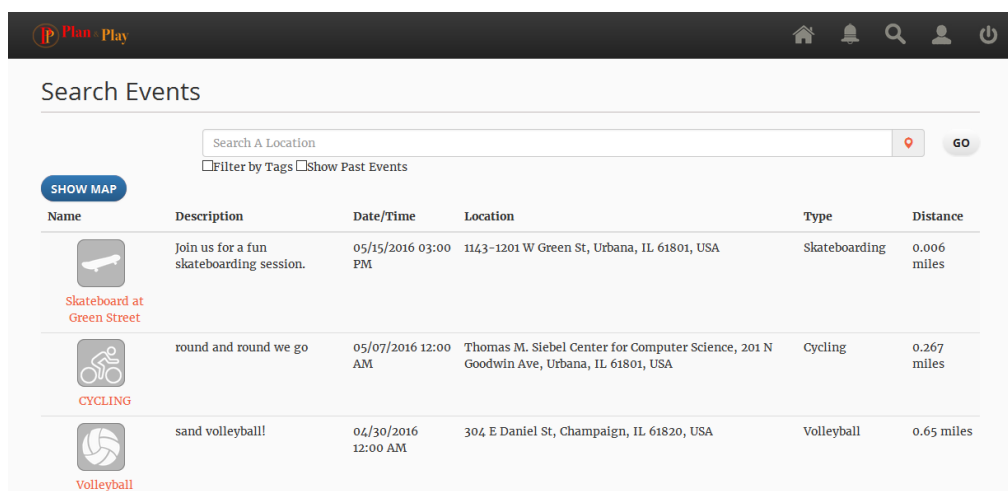 Plan & Play
Search Events
Search A Location
GO
Filter by Tags Show Past Events
SHOW MAP
Name Description Date/Time Location Type Distance
Join us for a fun 05/15/2016 03:00 1143-1201 W Green St, Urbana, IL 61801, USA Skateboarding 0.006
skateboarding session. PM miles
Skateboard at
Green Street
round and round we go 05/07/2016 12:00 Thomas M. Siebel Center for Computer Science, 201 N Cycling 0.267
AM Goodwin Ave, Urbana, IL 61801, USA miles
CYCLING
sand volleyball! 04/30/2016 304 E Daniel St, Champaign, IL 61820, USA Volleyball 0.65 miles
12:00 AM
Volleyball